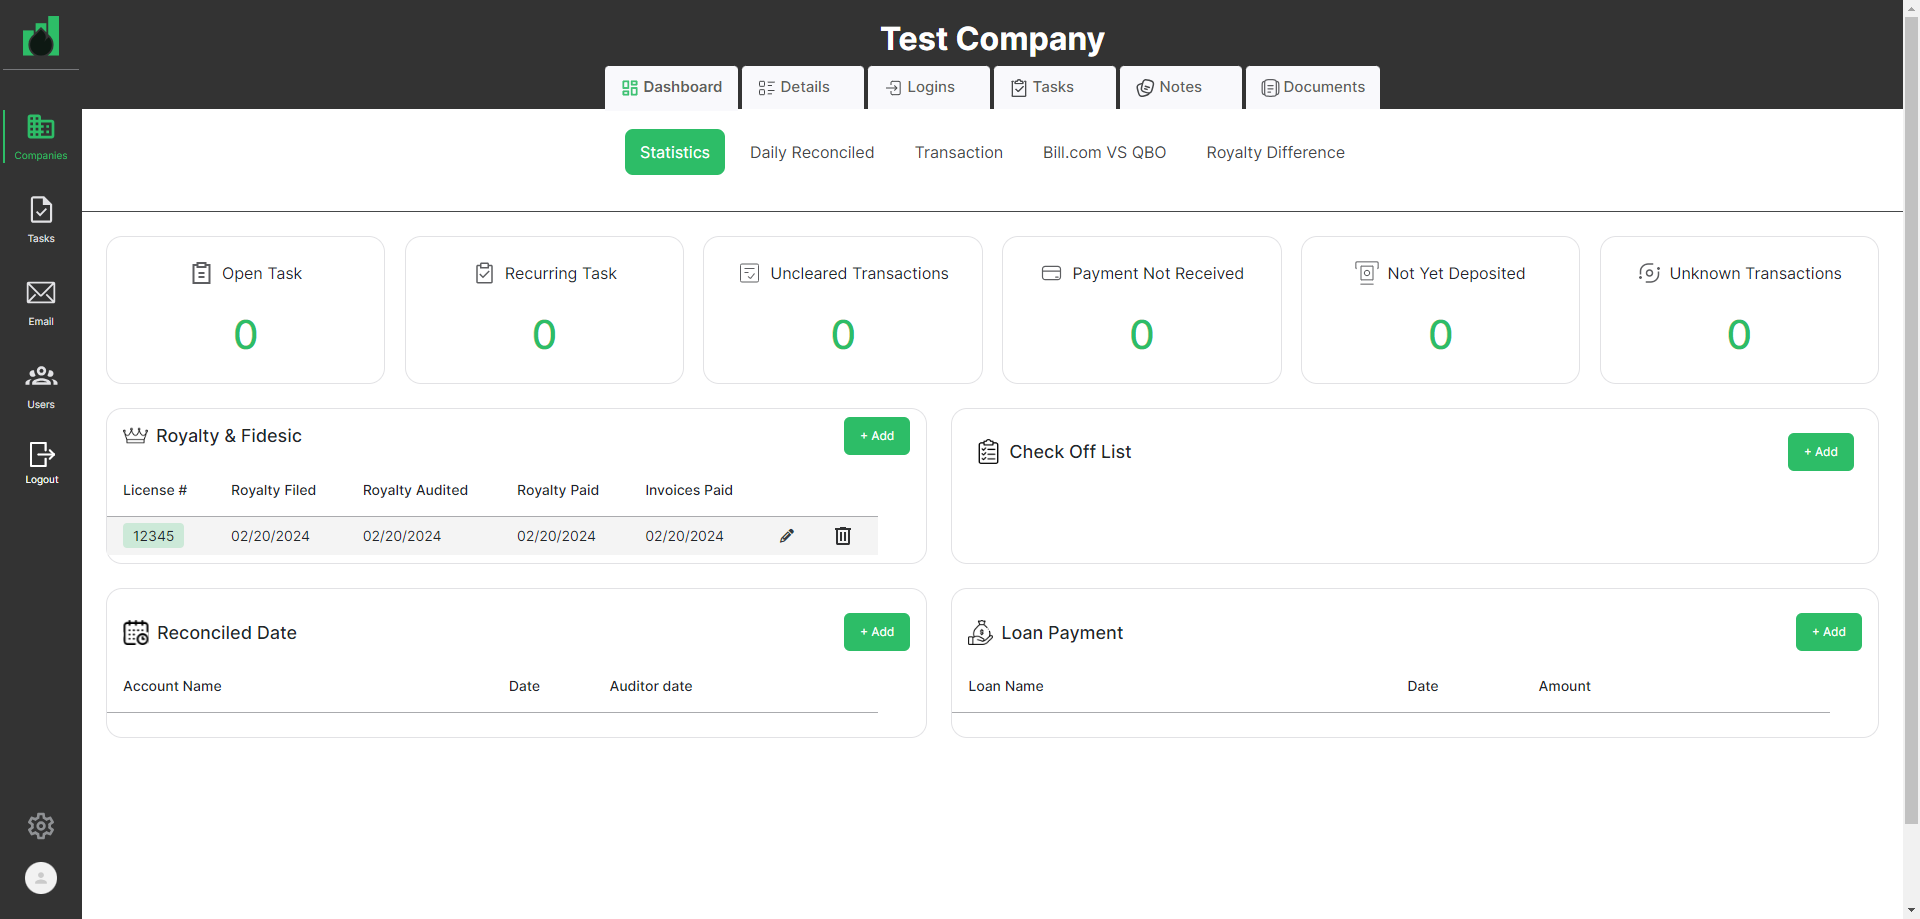 Test Company
Dashboard Details Logins Tasks Notes Documents
Companies
Tasks
Email
Users
Logout
Statistics Daily Reconciled Transaction Bill.com VS QBO Royalty Difference
Open Task
0
Recurring Task
0
Uncleared Transactions
0
Payment Not Received
0
Not Yet Deposited
0
Unknown Transactions
0
Royalty & Fidesic
+ Add
License # Royalty Filed Royalty Audited Royalty Paid Invoices Paid
12345 02/20/2024 02/20/2024 02/20/2024 02/20/2024
Check Off List
+ Add
Reconciled Date
+ Add
Account Name Date Auditor date
Loan Payment
+ Add
Loan Name Date Amount